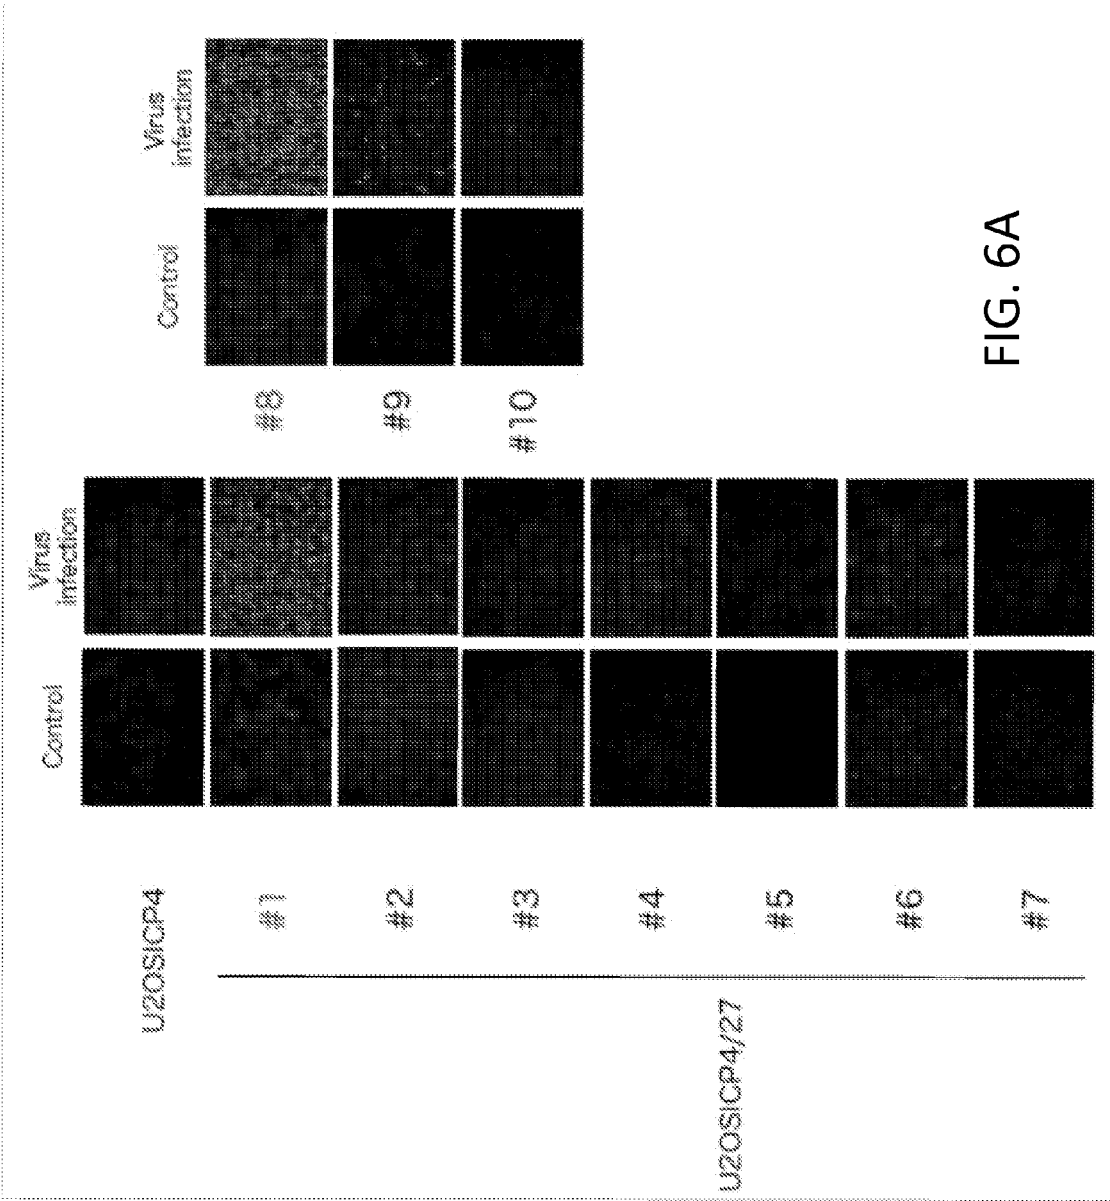 Control
Virus
infection
U2OSICP4
#1
#2
#3
#4
#5
#6
#7
U2OSICP4/27
Control
Virus
infection
#8
#9
#10
FIG. 6A